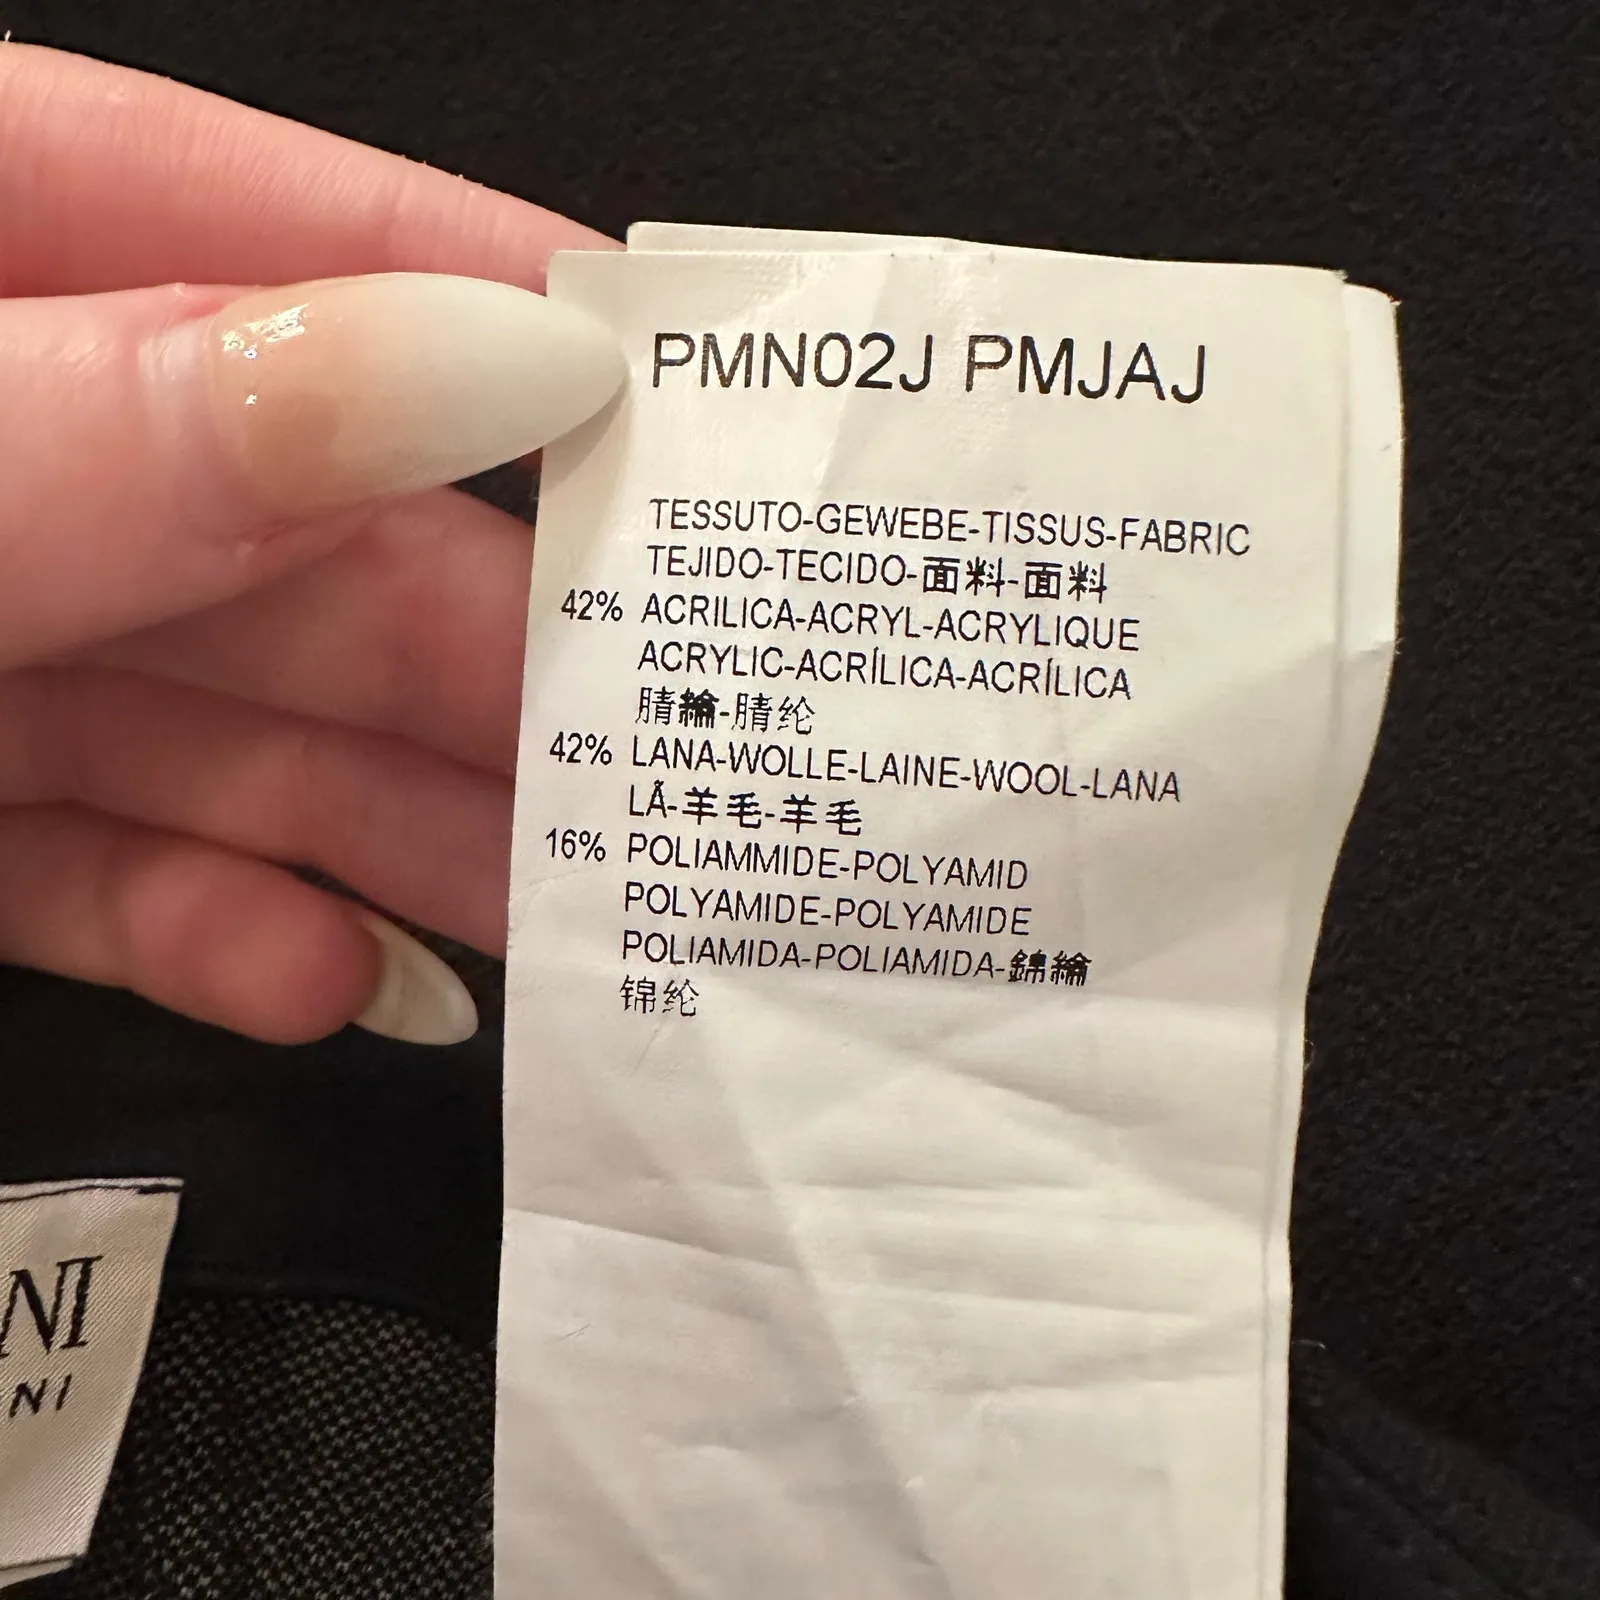 PMN02J PMJAJ
TESSUTO-GEWEBE-TISSUS-FABRIC
TEJIDO-TECIDO-面料-面料
42% ACRILICA-ACRYL-ACRYLIQUE
ACRYLIC-ACRÍLICA-ACRÍLICA
腈綸-腈纶
42% LANA-WOLLE-LAINE-WOOL-LANA
LÃ-羊毛-羊毛
16% POLIAMMIDE-POLYAMID
POLYAMIDE-POLYAMIDE
POLIAMIDA-POLIAMIDA-錦綸
锦纶
NI
NI